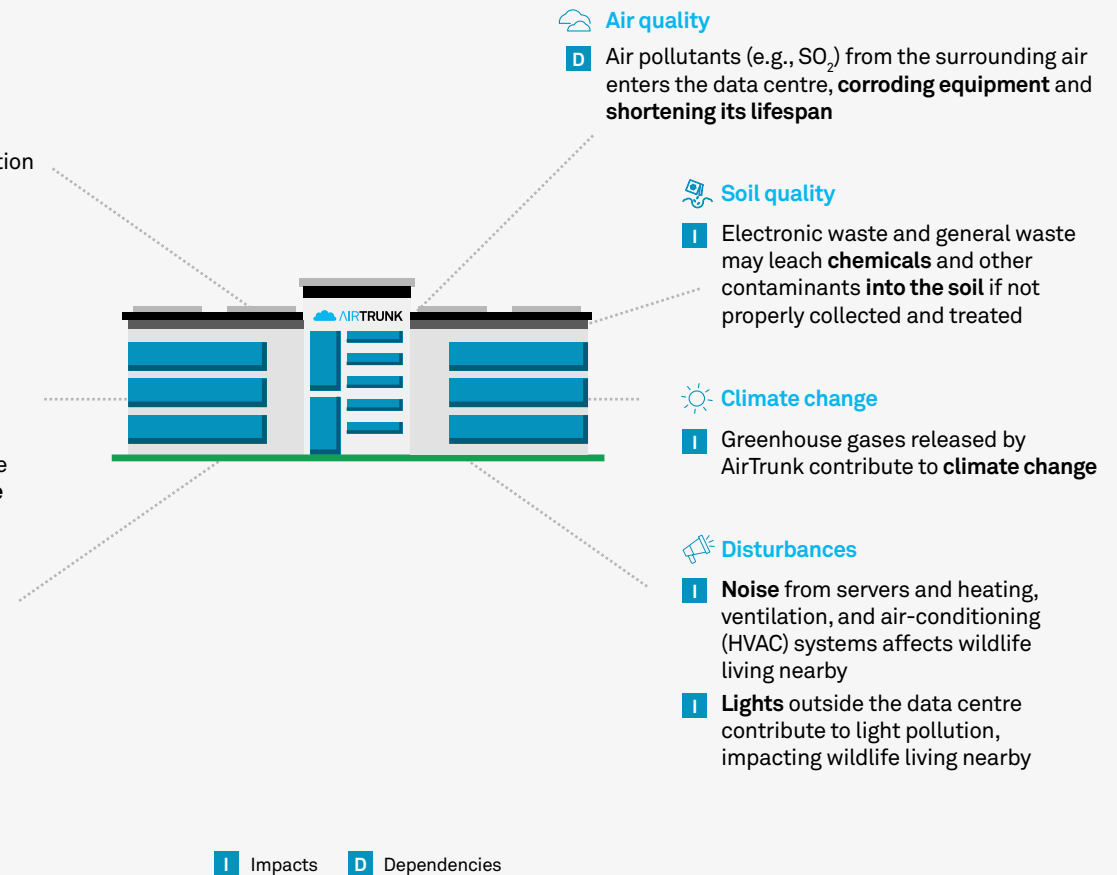 Air quality
D Air pollutants (e.g., SO2) from the surrounding air
enters the data centre, corroding equipment and
shortening its lifespan
Soil quality
I Electronic waste and general waste
may leach chemicals and other
contaminants into the soil if not
properly collected and treated
AIRTRUNK
Climate change
I Greenhouse gases released by
AirTrunk contribute to climate change
Disturbances
I Noise from servers and heating,
ventilation, and air-conditioning
(HVAC) systems affects wildlife
living nearby
I Lights outside the data centre
contribute to light pollution,
impacting wildlife living nearby
I Impacts D Dependencies